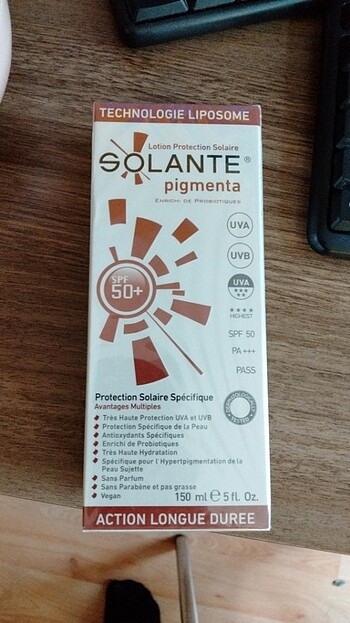 TECHNOLOGIE LIPOSOME
Lotion Protection Solaire
SOLANTE®
pigmenta
ENRICHI DE PROBIOTIQUES
UVA
UVB
SPF
50+
UVA
★★★
★★
★★★★
HIGHEST
SPF 50
PA+++
PASS
Protection Solaire Spécifique
Avantages Multiples
Très Haute Protection UVA et UVB
Protection Spécifique de la Peau
Antioxydants Spécifiques
Enrichi de Probiotiques
Très Haute Hydratation
Spécifique pour l'Hypertpigmentation de la
Peau Sujette
Sans Parfum
Sans Parabène et pas grasse
Vegan
150 ml ℮ 5 fl. Oz.
ACTION LONGUE DUREE